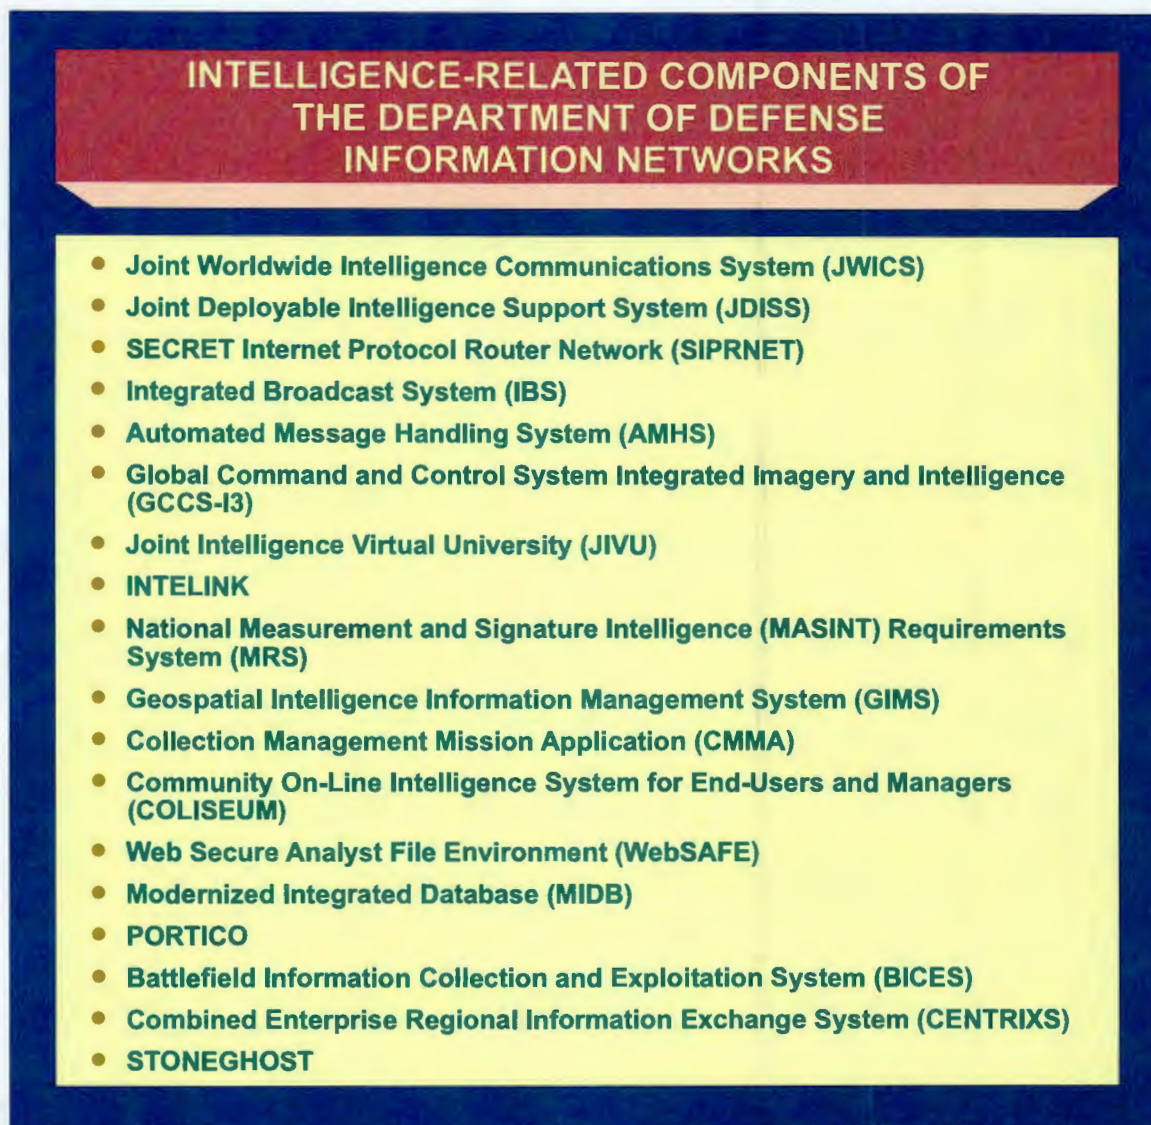 INTELLIGENCE-RELATED COMPONENTS OF
THE DEPARTMENT OF DEFENSE
INFORMATION NETWORKS
• Joint Worldwide Intelligence Communications System (JWICS)
• Joint Deployable Intelligence Support System (JDISS)
• SECRET Internet Protocol Router Network (SIPRNET)
• Integrated Broadcast System (IBS)
• Automated Message Handling System (AMHS)
• Global Command and Control System Integrated Imagery and Intelligence
(GCCS-I3)
• Joint Intelligence Virtual University (JIVU)
• INTELINK
• National Measurement and Signature Intelligence (MASINT) Requirements
System (MRS)
• Geospatial Intelligence Information Management System (GIMS)
• Collection Management Mission Application (CMMA)
• Community On-Line Intelligence System for End-Users and Managers
(COLISEUM)
• Web Secure Analyst File Environment (WebSAFE)
• Modernized Integrated Database (MIDB)
• PORTICO
• Battlefield Information Collection and Exploitation System (BICES)
• Combined Enterprise Regional Information Exchange System (CENTRIXS)
• STONEGHOST